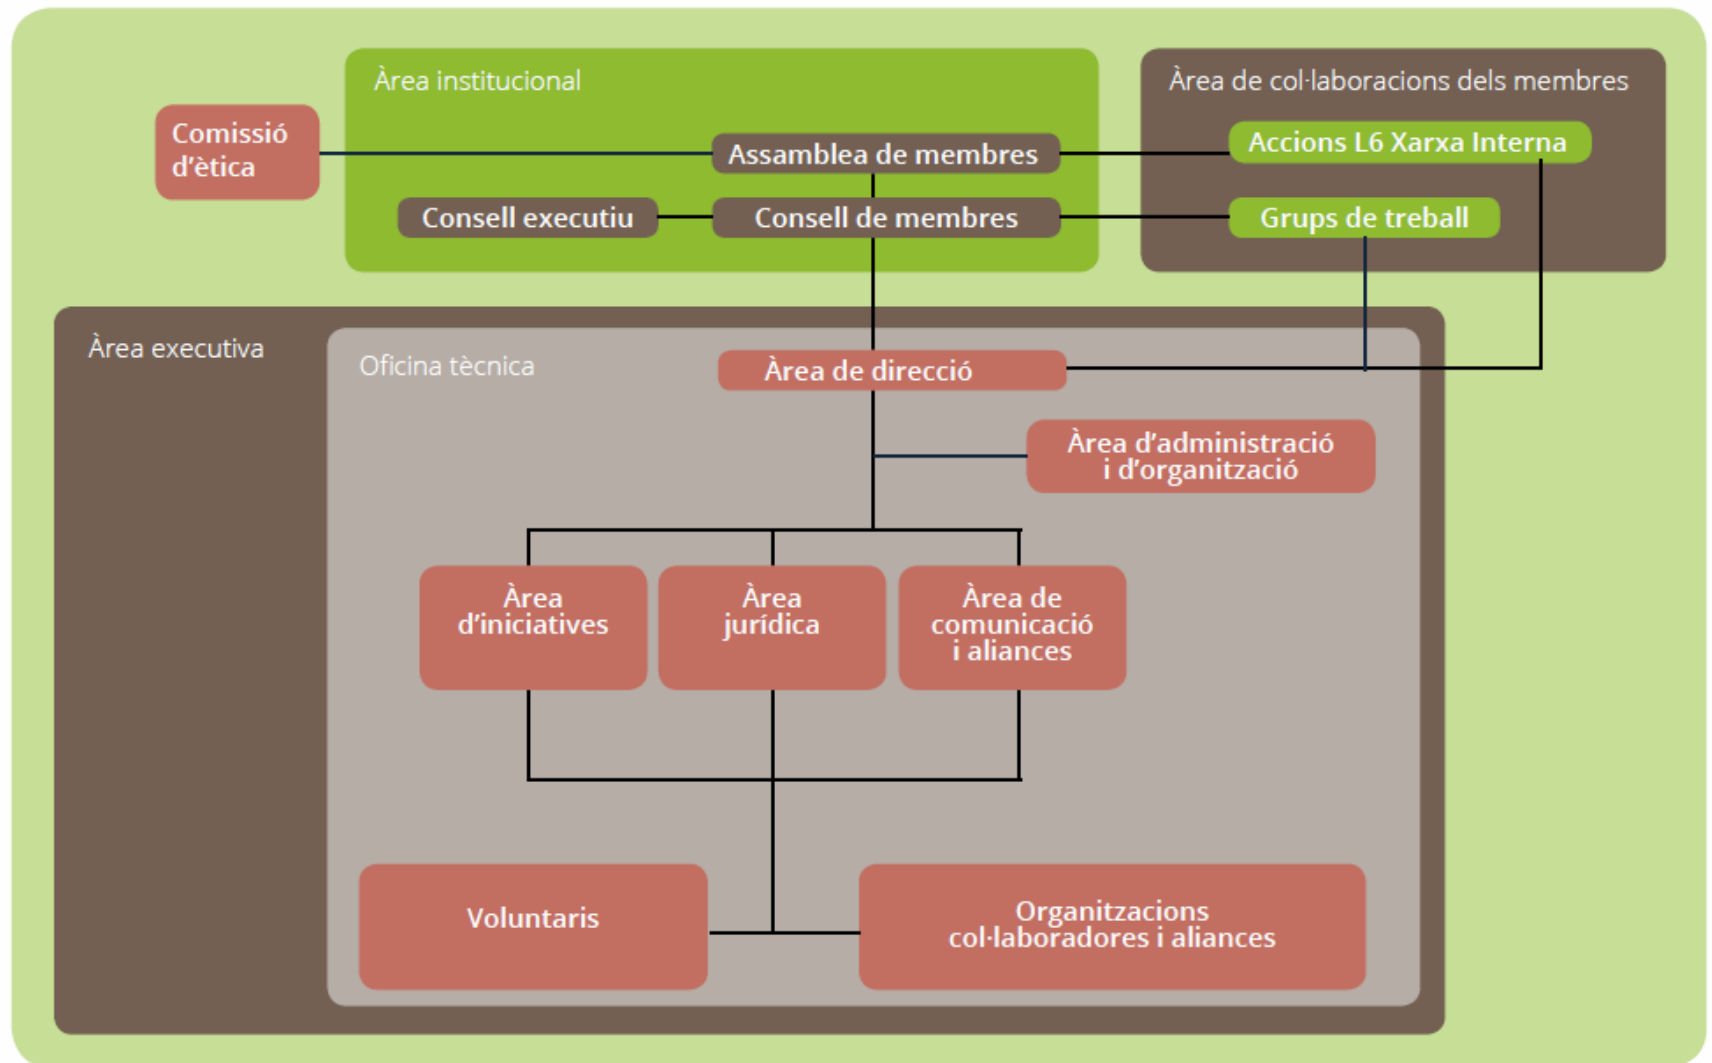 Àrea institucional
Àrea de col·laboracions dels membres
Comissió
d’ètica
Assamblea de membres
Accions L6 Xarxa Interna
Consell executiu
Consell de membres
Grups de treball
Àrea executiva
Oficina tècnica
Àrea de direcció
Àrea d’administració
i d’organització
Àrea
d’iniciatives
Àrea
jurídica
Àrea de
comunicació
i aliances
Voluntaris
Organitzacions
col·laboradores i aliances